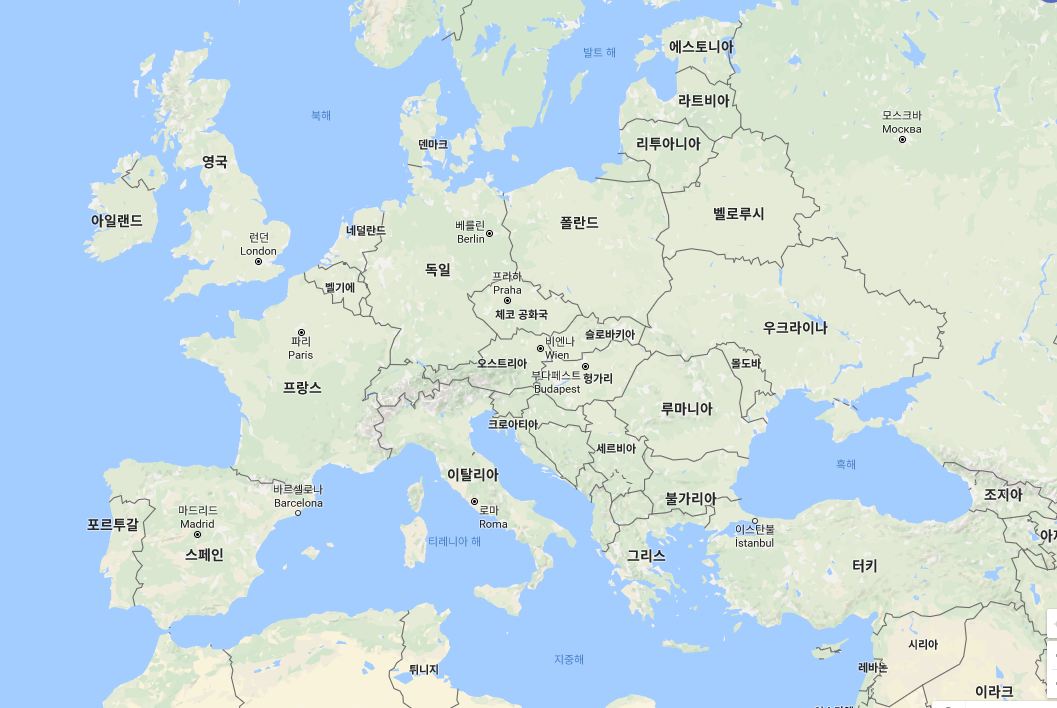 에스토니아
발트 해
라트비아
북해
모스크바
Москва
덴마크
리투아니아
영국
아일랜드
벨로루시
폴란드
네덜란드
베를린
Berlin
런던
London
독일
프라하
Praha
벨기에
체코 공화국
우크라이나
슬로바키아
파리
Paris
비엔나
Wien
오스트리아
몰도바
부다페스트
Budapest
헝가리
프랑스
루마니아
크로아티아
세르비아
흑해
이탈리아
바르셀로나
Barcelona
불가리아
조지아
마드리드
Madrid
로마
Roma
포르투갈
이스탄불
İstanbul
티레니아 해
스페인
그리스
터키
시리아
지중해
튀니지
레바논
이라크